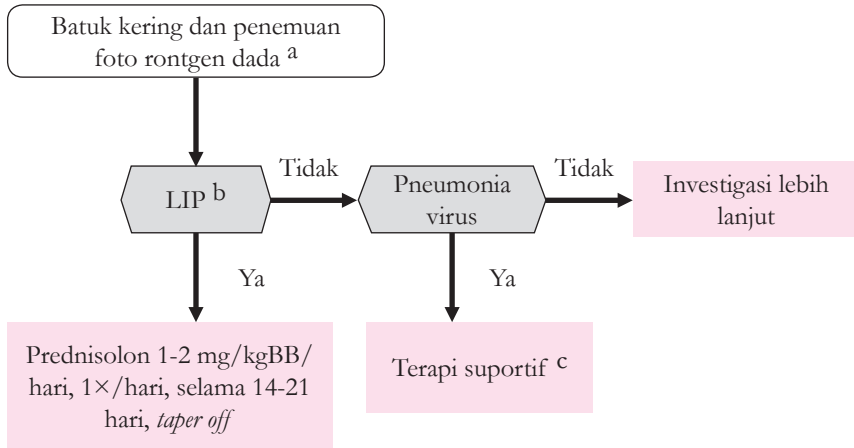 Batuk kering dan penemuan
foto rontgen dada a
LIP b
Tidak
Pneumonia
virus
Tidak
Investigasi lebih
lanjut
Ya
Ya
Prednisolon 1-2 mg/kgBB/
hari, 1×/hari, selama 14-21
hari, taper off
Terapi suportif c